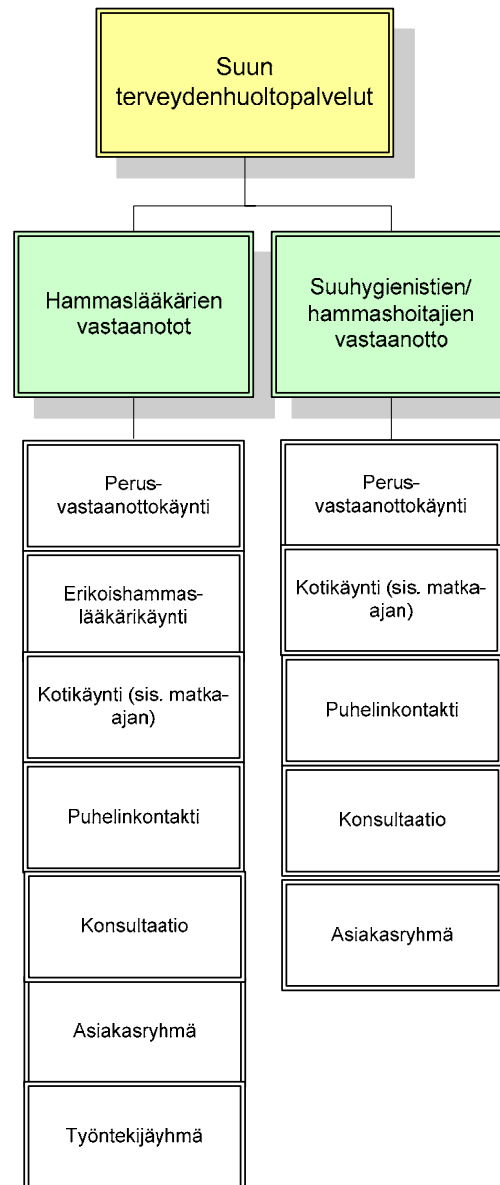 Suun
terveydenhuoltopalvelut
Hammaslääkärien
vastaanotot
Perus-
vastaanottokäynti
Erikoishammas-
lääkärikäynti
Kotikäynti (sis. matka-
ajan)
Puhelinkontakti
Konsultaatio
Asiakasryhmä
Työntekijäyhmä
Suuhygienistien/
hammashoitajien
vastaanotto
Perus-
vastaanottokäynti
Kotikäynti (sis. matka-
ajan)
Puhelinkontakti
Konsultaatio
Asiakasryhmä